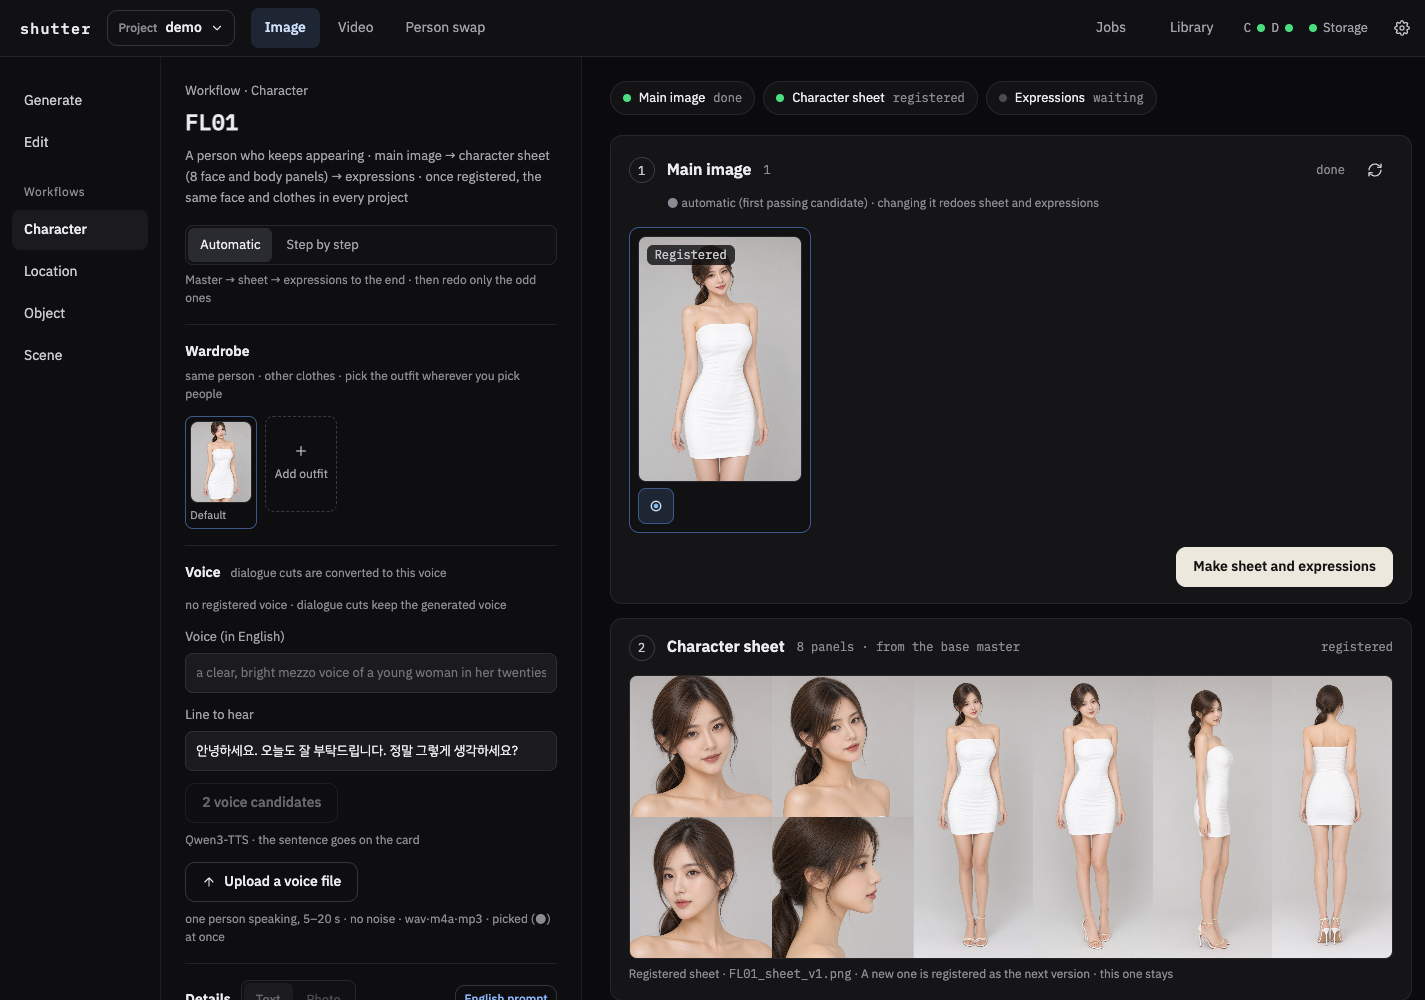 shutter
Project demo
Image
Video
Person swap
Jobs
Library
C D Storage
Generate
Edit
Workflows
Character
Location
Object
Scene
Workflow · Character
FL01
A person who keeps appearing · main image → character sheet
(8 face and body panels) → expressions · once registered, the
same face and clothes in every project
Automatic
Step by step
Master → sheet → expressions to the end · then redo only the odd
ones
Wardrobe
same person · other clothes · pick the outfit wherever you pick
people
Default
+
Add outfit
Voice dialogue cuts are converted to this voice
no registered voice · dialogue cuts keep the generated voice
Voice (in English)
a clear, bright mezzo voice of a young woman in her twenties
Line to hear
안녕하세요. 오늘도 잘 부탁드립니다. 정말 그렇게 생각하세요?
2 voice candidates
Qwen3-TTS · the sentence goes on the card
↑ Upload a voice file
one person speaking, 5–20 s · no noise · wav·m4a·mp3 · picked (●)
at once
Details Text Photo English prompt
Main image done
Character sheet registered
Expressions waiting
1 Main image 1 done
● automatic (first passing candidate) · changing it redoes sheet and expressions
Registered
Make sheet and expressions
2 Character sheet 8 panels · from the base master registered
Registered sheet · FL01_sheet_v1.png · A new one is registered as the next version · this one stays